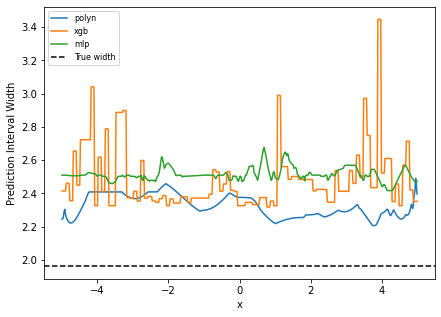 polyn
xgb
mlp
True width
Prediction Interval Width
3.4
3.2
3.0
2.8
2.6
2.4
2.2
2.0
−4
−2
0
2
4
x